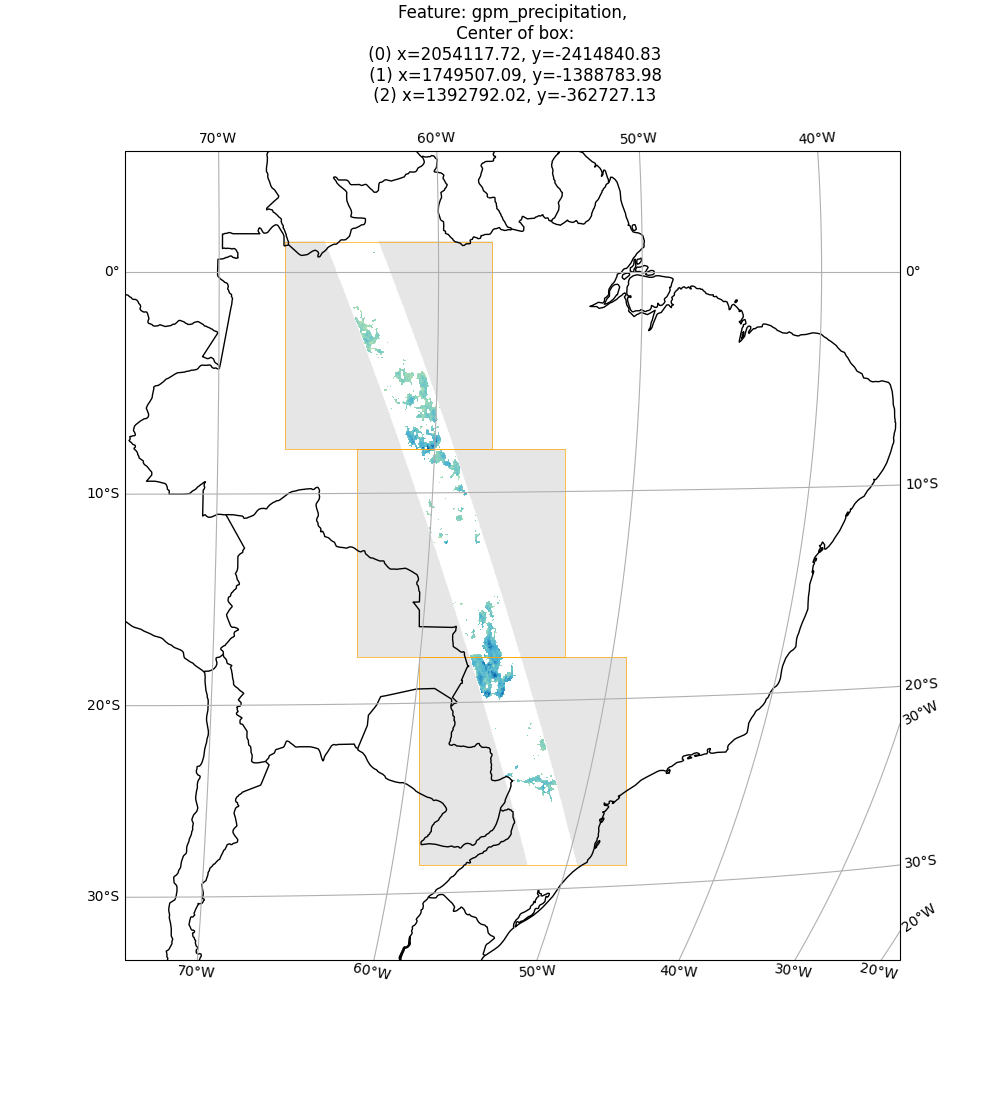 Feature: gpm_precipitation,
Center of box:
(0) x=2054117.72, y=-2414840.83
(1) x=1749507.09, y=-1388783.98
(2) x=1392792.02, y=-362727.13
70°W 60°W 50°W 40°W
0° 0°
10°S 10°S
20°S 20°S
30°W
30°S 30°S
20°W
70°W 60°W 50°W 40°W 30°W 20°W